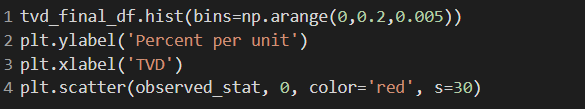 1 tvd_final_df.hist(bins=np.arange(0,0.2,0.005))
2 plt.ylabel('Percent per unit')
3 plt.xlabel('TVD')
4 plt.scatter(observed_stat, 0, color='red', s=30)